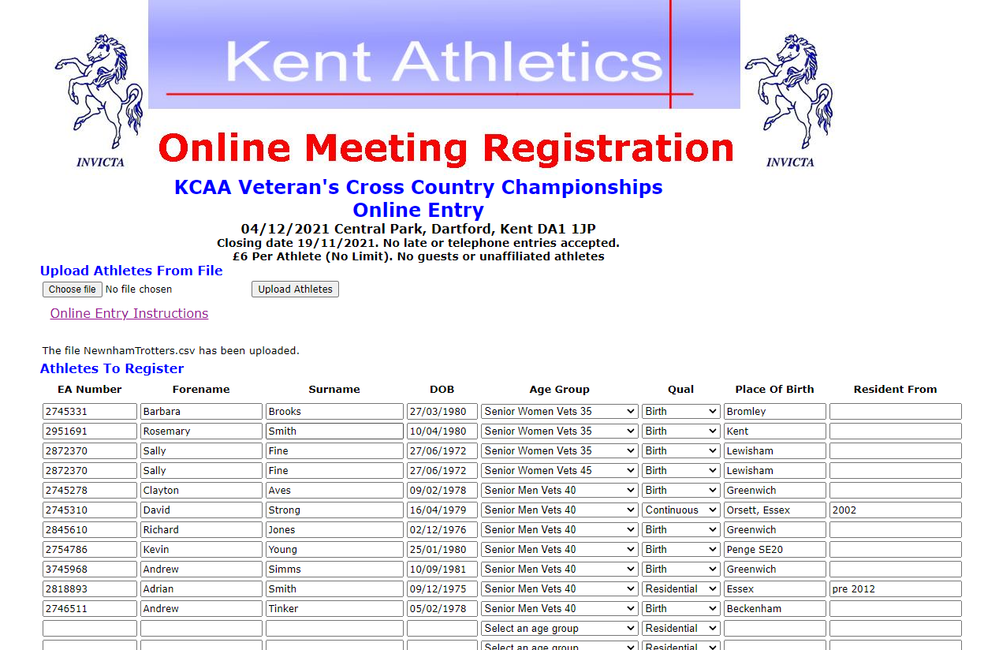 Kent Athletics
INVICTA
INVICTA
Online Meeting Registration
KCAA Veteran's Cross Country Championships
Online Entry
04/12/2021 Central Park, Dartford, Kent DA1 1JP
Closing date 19/11/2021. No late or telephone entries accepted.
£6 Per Athlete (No Limit). No guests or unaffiliated athletes
Upload Athletes From File
Choose file No file chosen Upload Athletes
Online Entry Instructions
The file NewnhamTrotters.csv has been uploaded.
Athletes To Register
EA Number Forename Surname DOB Age Group Qual Place Of Birth Resident From
2745331 Barbara Brooks 27/03/1980 Senior Women Vets 35 Birth Bromley
2951691 Rosemary Smith 10/04/1980 Senior Women Vets 35 Birth Kent
2872370 Sally Fine 27/06/1972 Senior Women Vets 35 Birth Lewisham
2872370 Sally Fine 27/06/1972 Senior Women Vets 45 Birth Lewisham
2745278 Clayton Aves 09/02/1978 Senior Men Vets 40 Birth Greenwich
2745310 David Strong 16/04/1979 Senior Men Vets 40 Continuous Orsett, Essex 2002
2845610 Richard Jones 02/12/1976 Senior Men Vets 40 Birth Greenwich
2754786 Kevin Young 25/01/1980 Senior Men Vets 40 Birth Penge SE20
3745968 Andrew Simms 10/09/1981 Senior Men Vets 40 Birth Greenwich
2818893 Adrian Smith 09/12/1975 Senior Men Vets 40 Residential Essex pre 2012
2746511 Andrew Tinker 05/02/1978 Senior Men Vets 40 Birth Beckenham
Select an age group Residential
Select an age group Residential